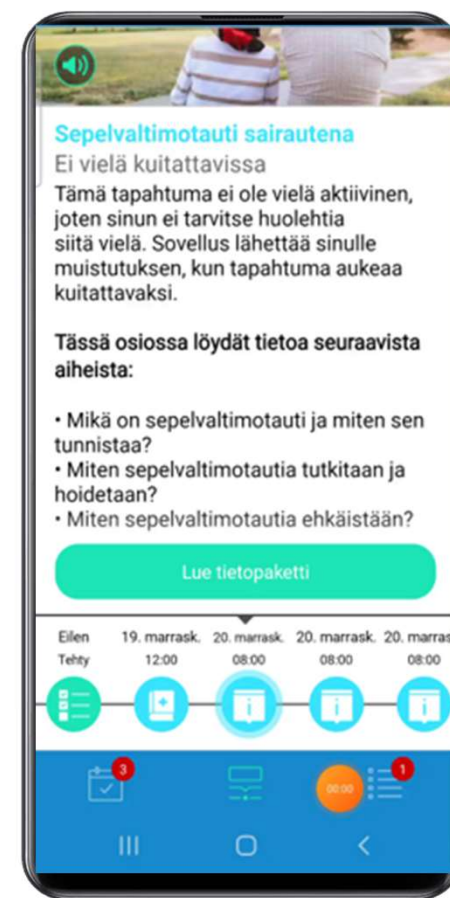 Sepelvaltimotauti sairautena
Ei vielä kuitattavissa
Tämä tapahtuma ei ole vielä aktiivinen,
joten sinun ei tarvitse huolehtia
siitä vielä. Sovellus lähettää sinulle
muistutuksen, kun tapahtuma aukeaa
kuitattavaksi.
Tässä osiossa löydät tietoa seuraavista
aiheista:
• Mikä on sepelvaltimotauti ja miten sen
tunnistaa?
• Miten sepelvaltimotautia tutkitaan ja
hoidetaan?
• Miten sepelvaltimotautia ehkäistään?
Lue tietopaketti
Eilen 19. marrask. 20. marrask. 20. marrask. 20. marras
Tehty 12:00 08:00 08:00 08:00
3 1
00:00